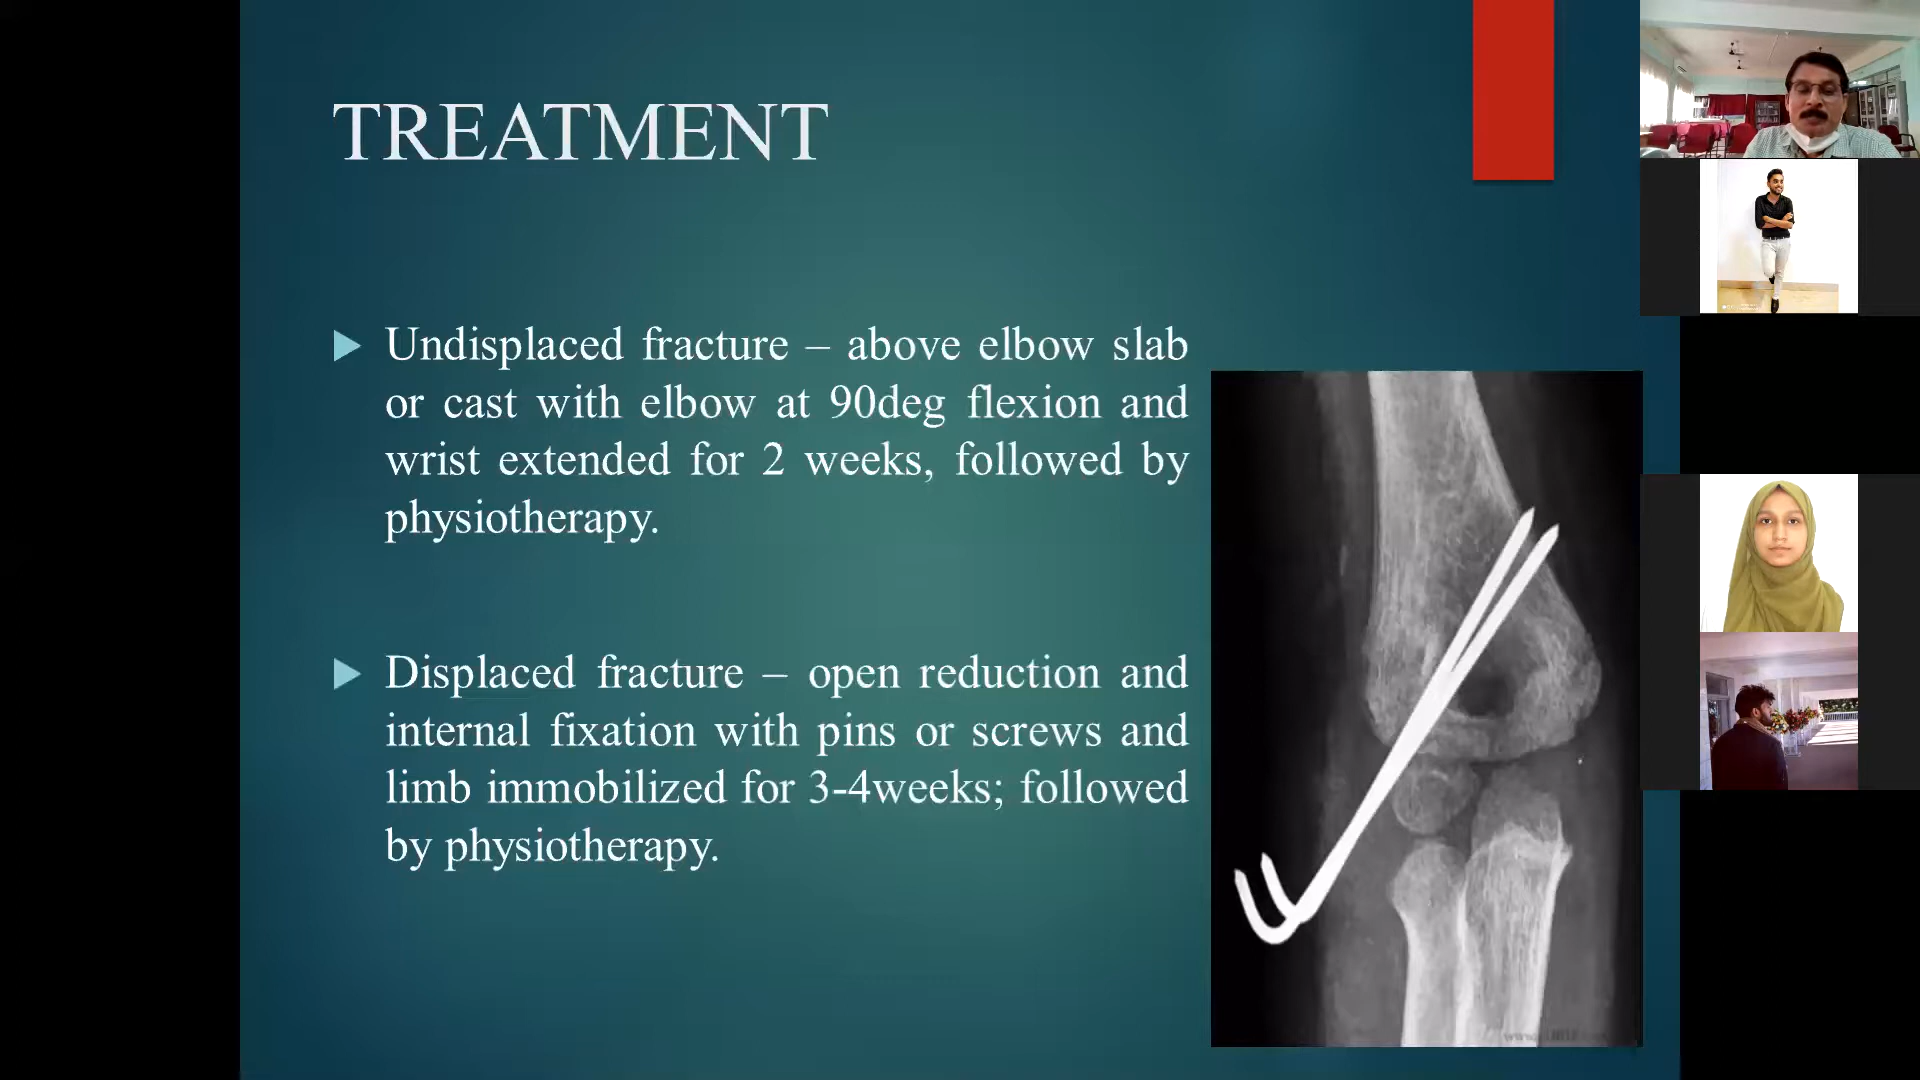 TREATMENT
Undisplaced fracture – above elbow slab
or cast with elbow at 90deg flexion and
wrist extended for 2 weeks, followed by
physiotherapy.
Displaced fracture – open reduction and
internal fixation with pins or screws and
limb immobilized for 3-4weeks; followed
by physiotherapy.